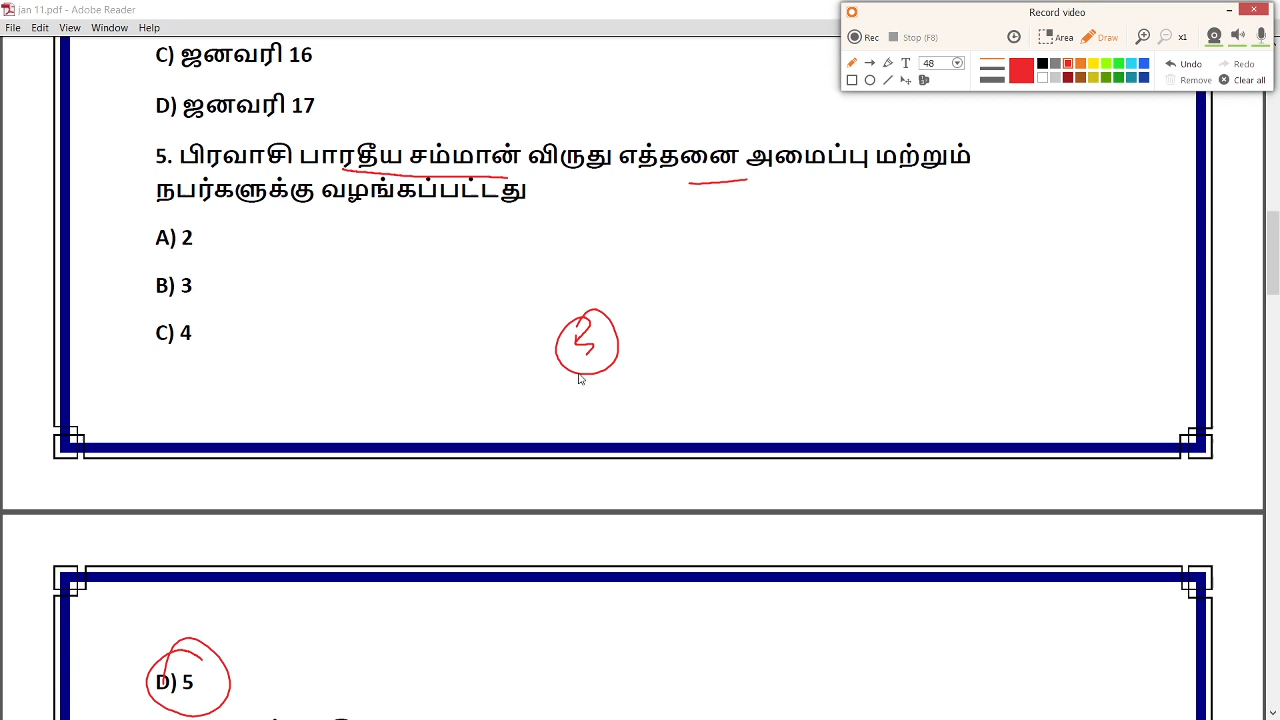 jan 11.pdf - Adobe Reader
File Edit View Window Help
Record video
Rec Stop (F8) Area Draw x1
T 48 Undo Redo
Remove Clear all
C) ஜனவரி 16
D) ஜனவரி 17
5. பிரவாசி பாரதீய சம்மான் விருது எத்தனை அமைப்பு மற்றும்
நபர்களுக்கு வழங்கப்பட்டது
A) 2
B) 3
C) 4
D) 5